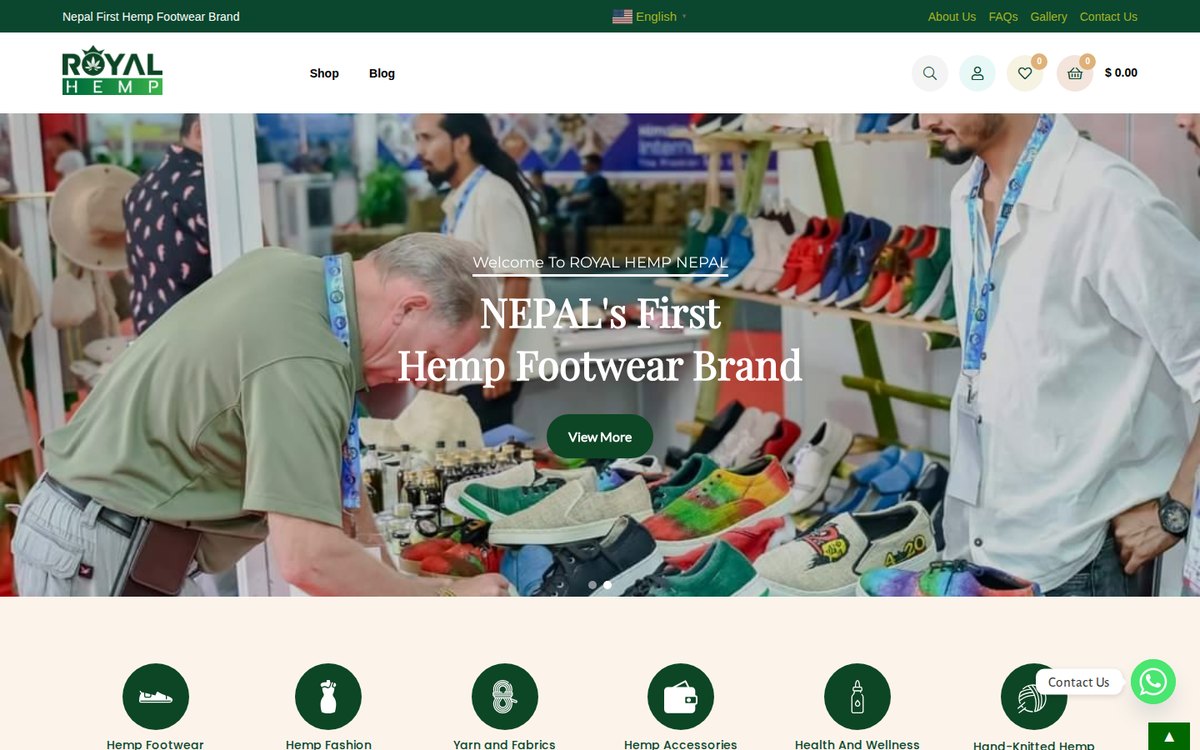 Nepal First Hemp Footwear Brand
English
About Us
FAQs
Gallery
Contact Us
ROYAL
HEMP
Shop
Blog
0
0
$ 0.00
Welcome To ROYAL HEMP NEPAL
NEPAL's First
Hemp Footwear Brand
View More
4 20
Hemp Footwear
Hemp Fashion
Yarn and Fabrics
Hemp Accessories
Health And Wellness
Hand-Knitted Hemp
Contact Us